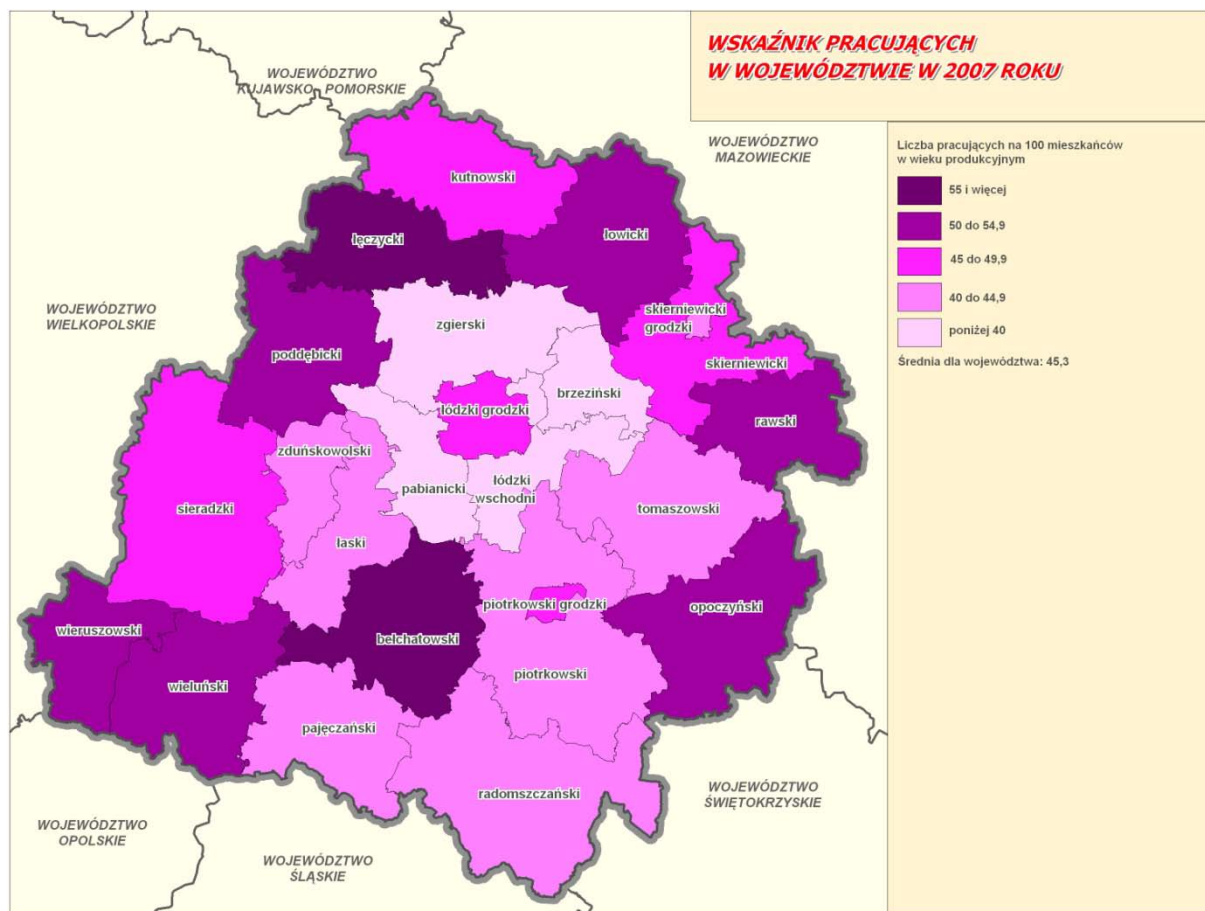 WSKAŹNIK PRACUJĄCYCH
W WOJEWÓDZTWIE W 2007 ROKU
WOJEWÓDZTWO
KUJAWSKO - POMORSKIE
WOJEWÓDZTWO
MAZOWIECKIE
Liczba pracujących na 100 mieszkańców
w wieku produkcyjnym
55 i więcej
50 do 54,9
45 do 49,9
40 do 44,9
poniżej 40
Średnia dla województwa: 45,3
kutnowski
łęczycki
łowicki
WOJEWÓDZTWO
WIELKOPOLSKIE
zgierski
skierniewicki
grodzki
poddębicki
skierniewicki
brzeziński
łódzki grodzki
rawski
zduńskowolski
pabianicki
łódzki
wschodni
sieradzki
tomaszowski
łaski
piotrkowski grodzki
opoczyński
wieruszowski
bełchatowski
wieluński
piotrkowski
pajęczański
radomszczański
WOJEWÓDZTWO
ŚWIĘTOKRZYSKIE
WOJEWÓDZTWO
OPOLSKIE
WOJEWÓDZTWO
ŚLĄSKIE